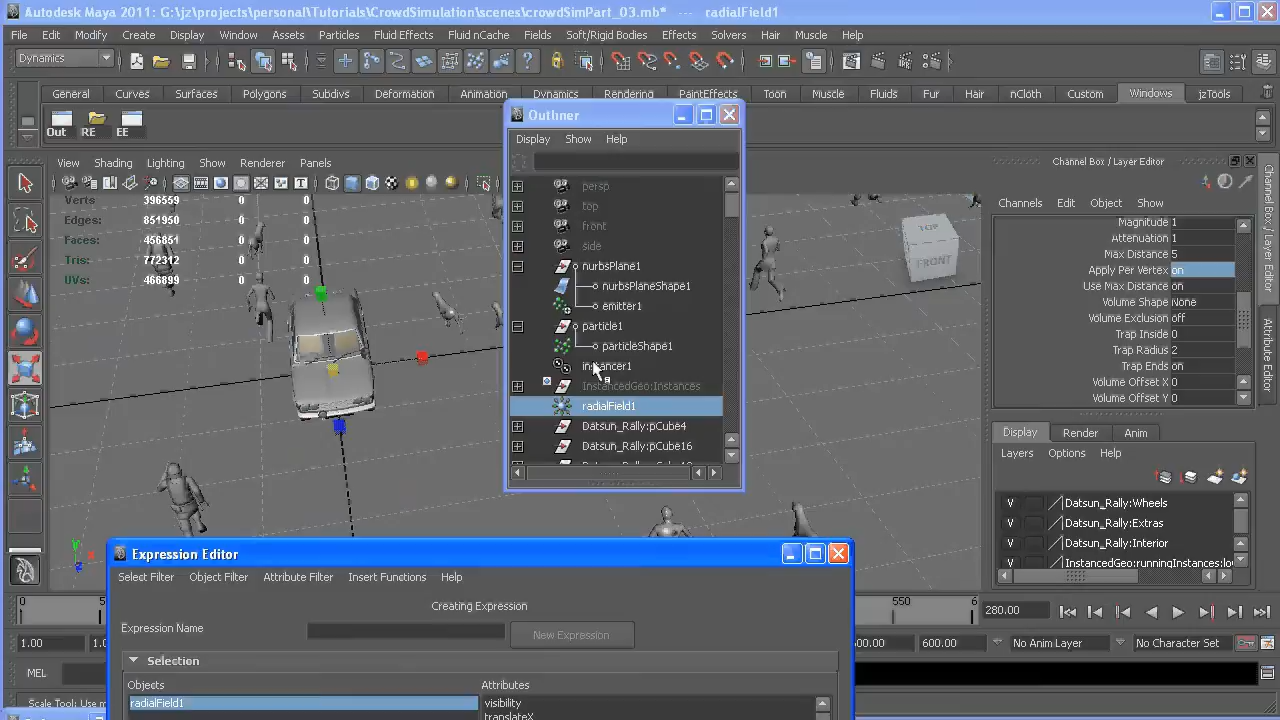 Autodesk Maya 2011: G:\jz\projects\personal\Tutorials\CrowdSimulation\scenes\crowdSimPart_03.mb* --- radialField1
File Edit Modify Create Display Window Assets Particles Fluid Effects Fluid nCache Fields Soft/Rigid Bodies Effects Solvers Hair Muscle Help
Dynamics
General Curves Surfaces Polygons Subdivs Deformation Animation Dynamics Rendering PaintEffects Toon Muscle Fluids Fur Hair nCloth Custom Windows jzTools
Out RE EE
View Shading Lighting Show Renderer Panels
Verts 396559 0 0
Edges: 851950 0 0
Faces: 456851 0 0
Tris: 772312 0 0
UVs: 466899 0 0
TOP
FRONT
Outliner
Display Show Help
persp
top
front
side
nurbsPlane1
nurbsPlaneShape1
emitter1
particle1
particleShape1
instancer1
InstancedGeo:Instances
radialField1
Datsun_Rally:pCube4
Datsun_Rally:pCube16
Channel Box / Layer Editor
Channels Edit Object Show
Magnitude 1
Attenuation 1
Max Distance 5
Apply Per Vertex on
Use Max Distance on
Volume Shape None
Volume Exclusion off
Trap Inside 0
Trap Radius 2
Trap Ends on
Volume Offset X 0
Volume Offset Y 0
Display Render Anim
Layers Options Help
V Datsun_Rally:Wheels
V Datsun_Rally:Extras
V Datsun_Rally:Interior
V InstancedGeo:runningInstances:lo
Channel Box / Layer Editor
Attribute Editor
Expression Editor
Select Filter Object Filter Attribute Filter Insert Functions Help
Creating Expression
Expression Name
New Expression
Selection
Objects Attributes
radialField1
visibility
translateX
0 550 280.00
1.00 600.00 No Anim Layer No Character Set
MEL